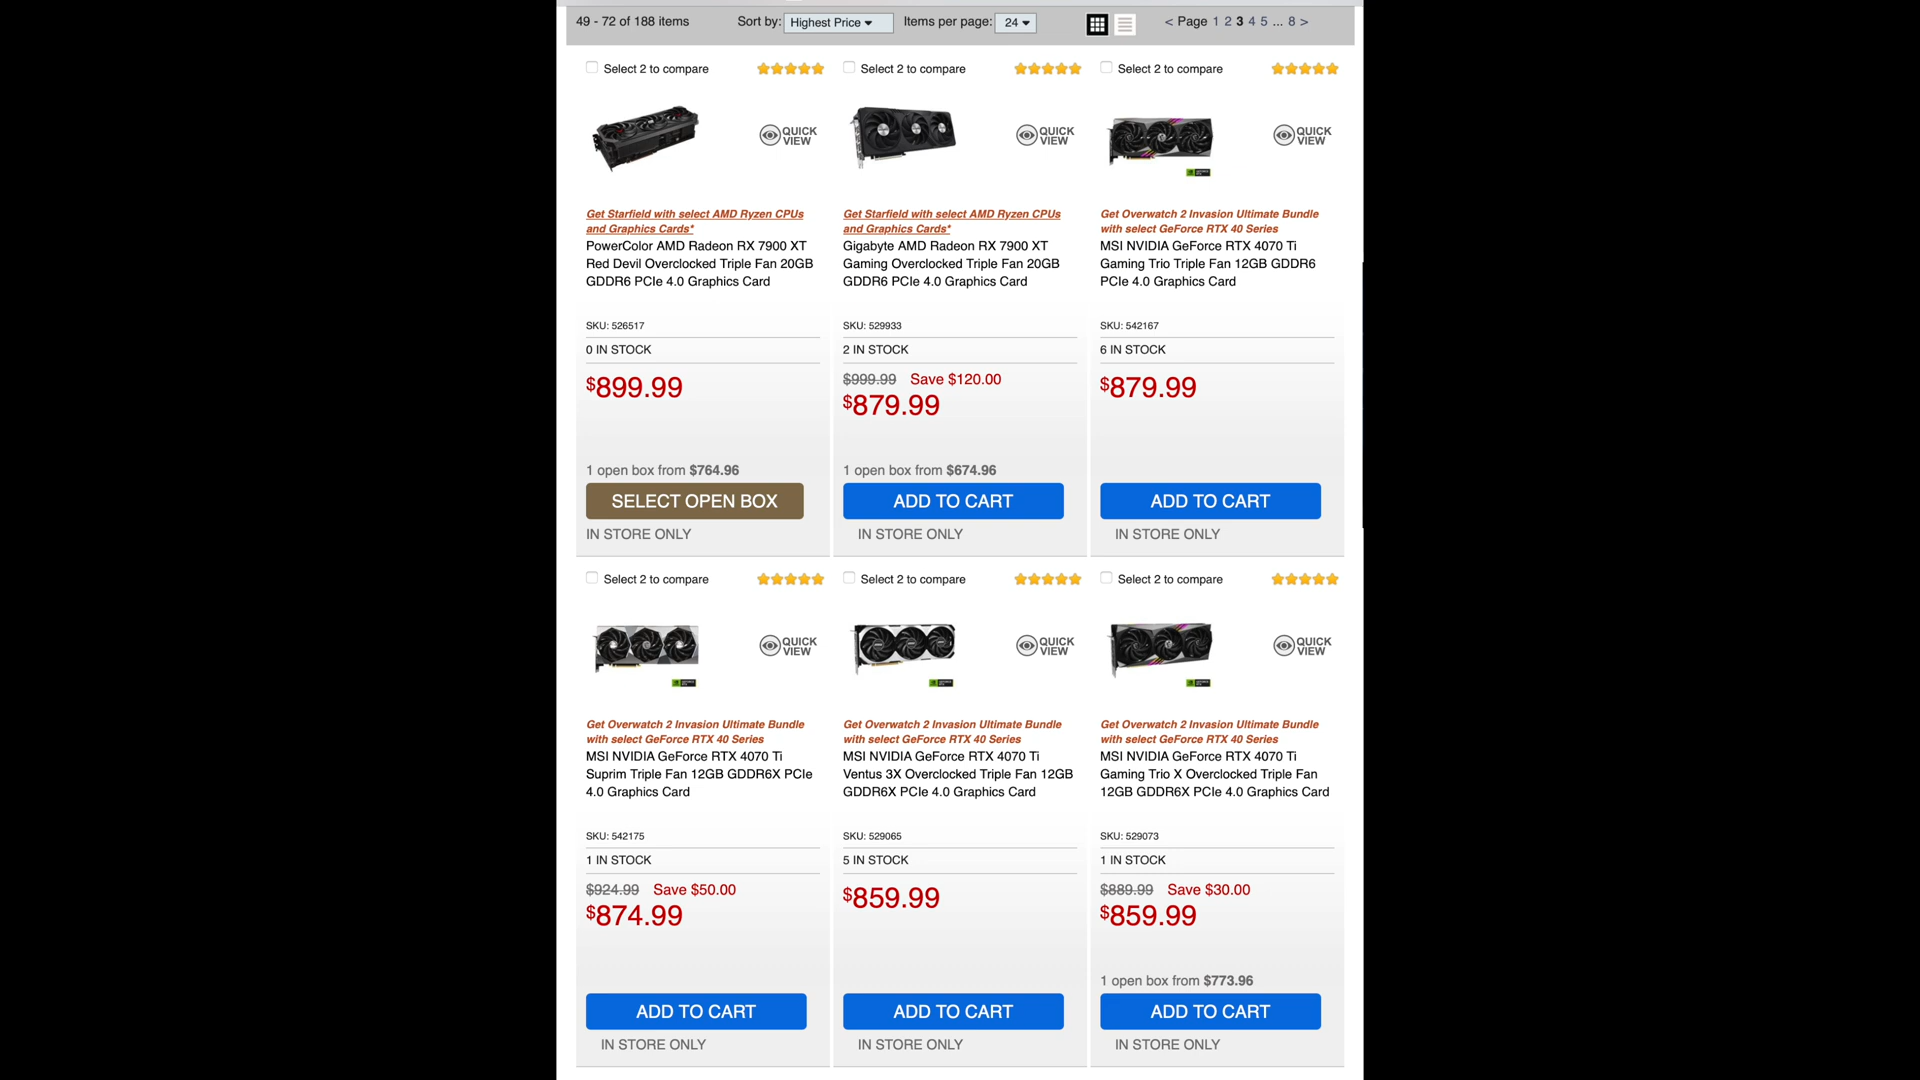 49 - 72 of 188 items Sort by: Highest Price Items per page: 24 < Page 1 2 3 4 5 ... 8 >
Select 2 to compare
QUICK VIEW
Get Starfield with select AMD Ryzen CPUs
and Graphics Cards*
PowerColor AMD Radeon RX 7900 XT
Red Devil Overclocked Triple Fan 20GB
GDDR6 PCIe 4.0 Graphics Card
SKU: 526517
0 IN STOCK
$899.99
1 open box from $764.96
SELECT OPEN BOX
IN STORE ONLY
Select 2 to compare
QUICK VIEW
Get Starfield with select AMD Ryzen CPUs
and Graphics Cards*
Gigabyte AMD Radeon RX 7900 XT
Gaming Overclocked Triple Fan 20GB
GDDR6 PCIe 4.0 Graphics Card
SKU: 529933
2 IN STOCK
$999.99 Save $120.00
$879.99
1 open box from $674.96
ADD TO CART
IN STORE ONLY
Select 2 to compare
QUICK VIEW
Get Overwatch 2 Invasion Ultimate Bundle
with select GeForce RTX 40 Series
MSI NVIDIA GeForce RTX 4070 Ti
Gaming Trio Triple Fan 12GB GDDR6
PCIe 4.0 Graphics Card
SKU: 542167
6 IN STOCK
$879.99
ADD TO CART
IN STORE ONLY
Select 2 to compare
QUICK VIEW
Get Overwatch 2 Invasion Ultimate Bundle
with select GeForce RTX 40 Series
MSI NVIDIA GeForce RTX 4070 Ti
Suprim Triple Fan 12GB GDDR6X PCIe
4.0 Graphics Card
SKU: 542175
1 IN STOCK
$924.99 Save $50.00
$874.99
ADD TO CART
IN STORE ONLY
Select 2 to compare
QUICK VIEW
Get Overwatch 2 Invasion Ultimate Bundle
with select GeForce RTX 40 Series
MSI NVIDIA GeForce RTX 4070 Ti
Ventus 3X Overclocked Triple Fan 12GB
GDDR6X PCIe 4.0 Graphics Card
SKU: 529065
5 IN STOCK
$859.99
ADD TO CART
IN STORE ONLY
Select 2 to compare
QUICK VIEW
Get Overwatch 2 Invasion Ultimate Bundle
with select GeForce RTX 40 Series
MSI NVIDIA GeForce RTX 4070 Ti
Gaming Trio X Overclocked Triple Fan
12GB GDDR6X PCIe 4.0 Graphics Card
SKU: 529073
1 IN STOCK
$889.99 Save $30.00
$859.99
1 open box from $773.96
ADD TO CART
IN STORE ONLY